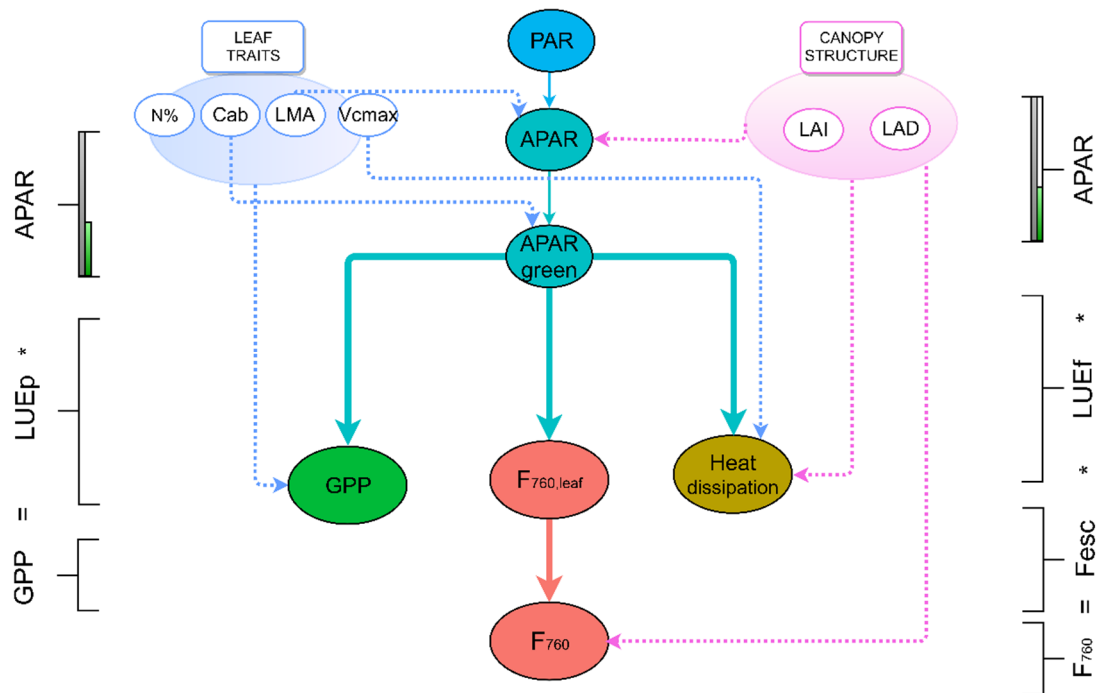 LEAF
TRAITS
PAR
CANOPY
STRUCTURE
N%
Cab
LMA
Vcmax
APAR
LAI
LAD
APAR
green
GPP
F760,leaf
Heat
dissipation
F760
GPP = LUEp * APAR
F760 = Fesc * LUEf * APAR